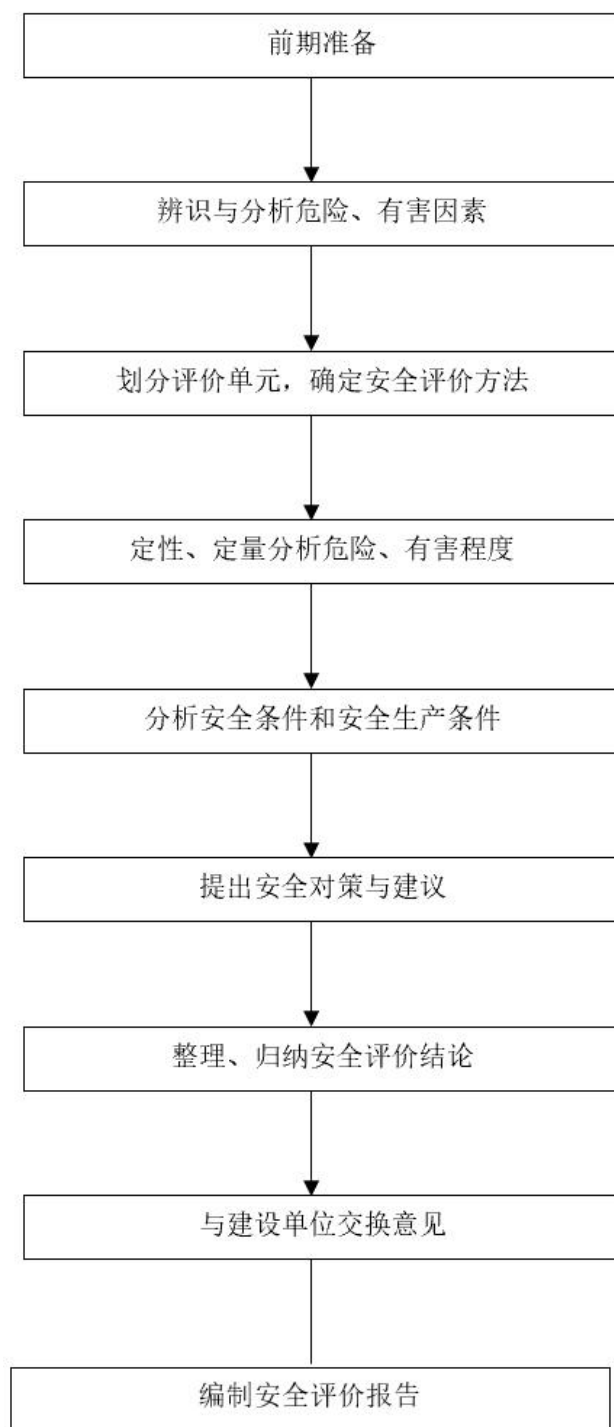 前期准备
辨识与分析危险、有害因素
划分评价单元，确定安全评价方法
定性、定量分析危险、有害程度
分析安全条件和安全生产条件
提出安全对策与建议
整理、归纳安全评价结论
与建设单位交换意见
编制安全评价报告